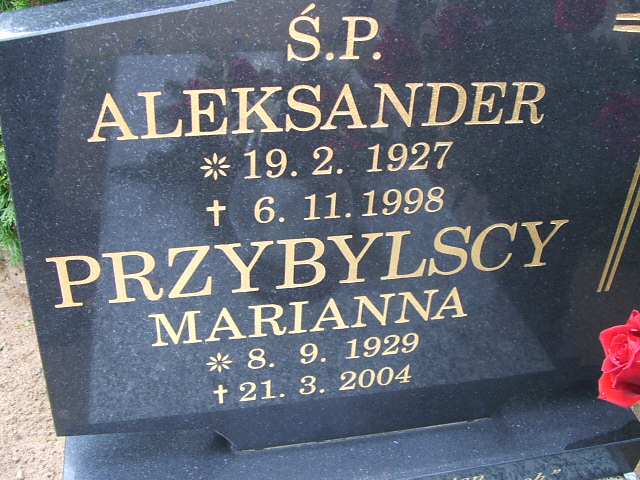 Ś.P.
ALEKSANDER
* 19. 2. 1927
† 6. 11. 1998
PRZYBYLSCY
MARIANNA
* 8. 9. 1929
† 21. 3. 2004